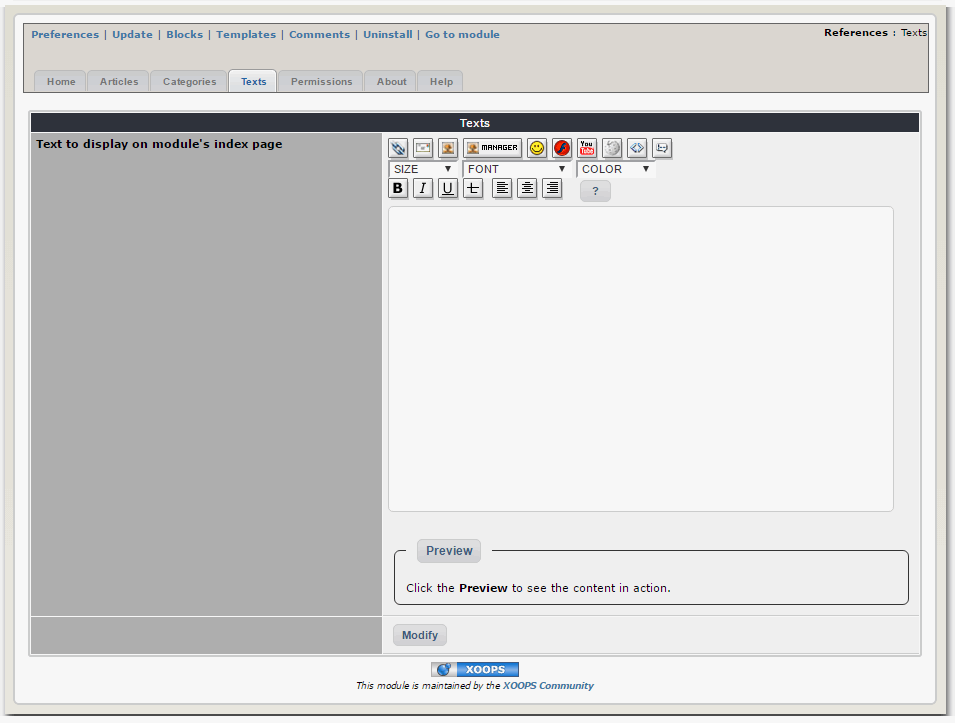 Preferences | Update | Blocks | Templates | Comments | Uninstall | Go to module
References : Texts
Home Articles Categories Texts Permissions About Help
Texts
Text to display on module's index page
MANAGER You Tube
SIZE ▼ FONT ▼ COLOR ▼
B I U T ?
Preview
Click the Preview to see the content in action.
Modify
XOOPS
This module is maintained by the XOOPS Community